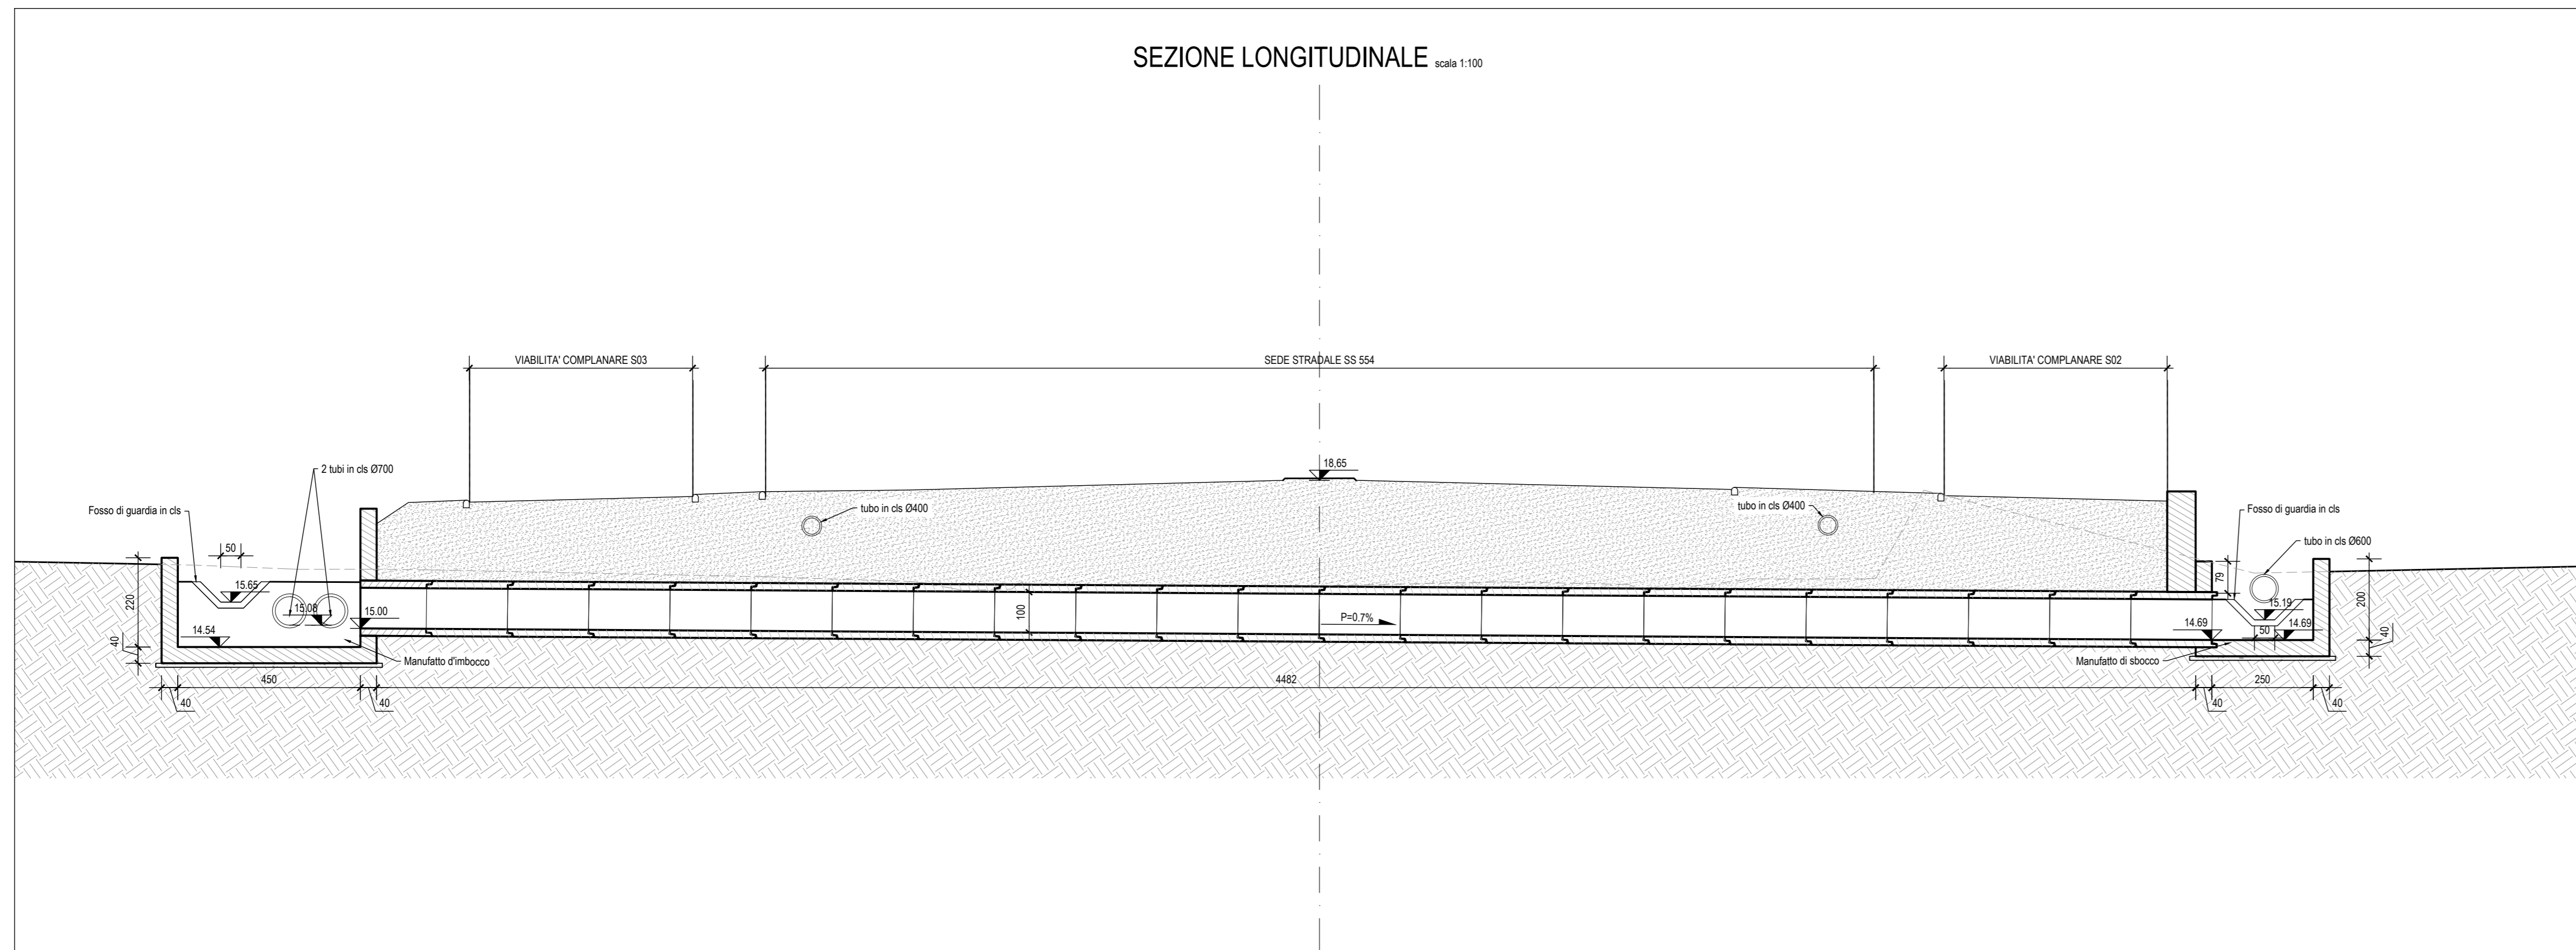 SEZIONE LONGITUDINALE scala 1:100
VIABILITA' COMPLANARE S03
SEDE STRADALE SS 554
VIABILITA' COMPLANARE S02
18,65
2 tubi in cls Ø700
Fosso di guardia in cls
tubo in cls Ø400
tubo in cls Ø400
Fosso di guardia in cls
tubo in cls Ø600
50
79
15.65
15.08
15.00
14.54
220
40
100
P=0.7%
15.19
14.69
50
14.69
200
40
Manufatto d'imbocco
Manufatto di sbocco
450
4482
250
40
40
40
40